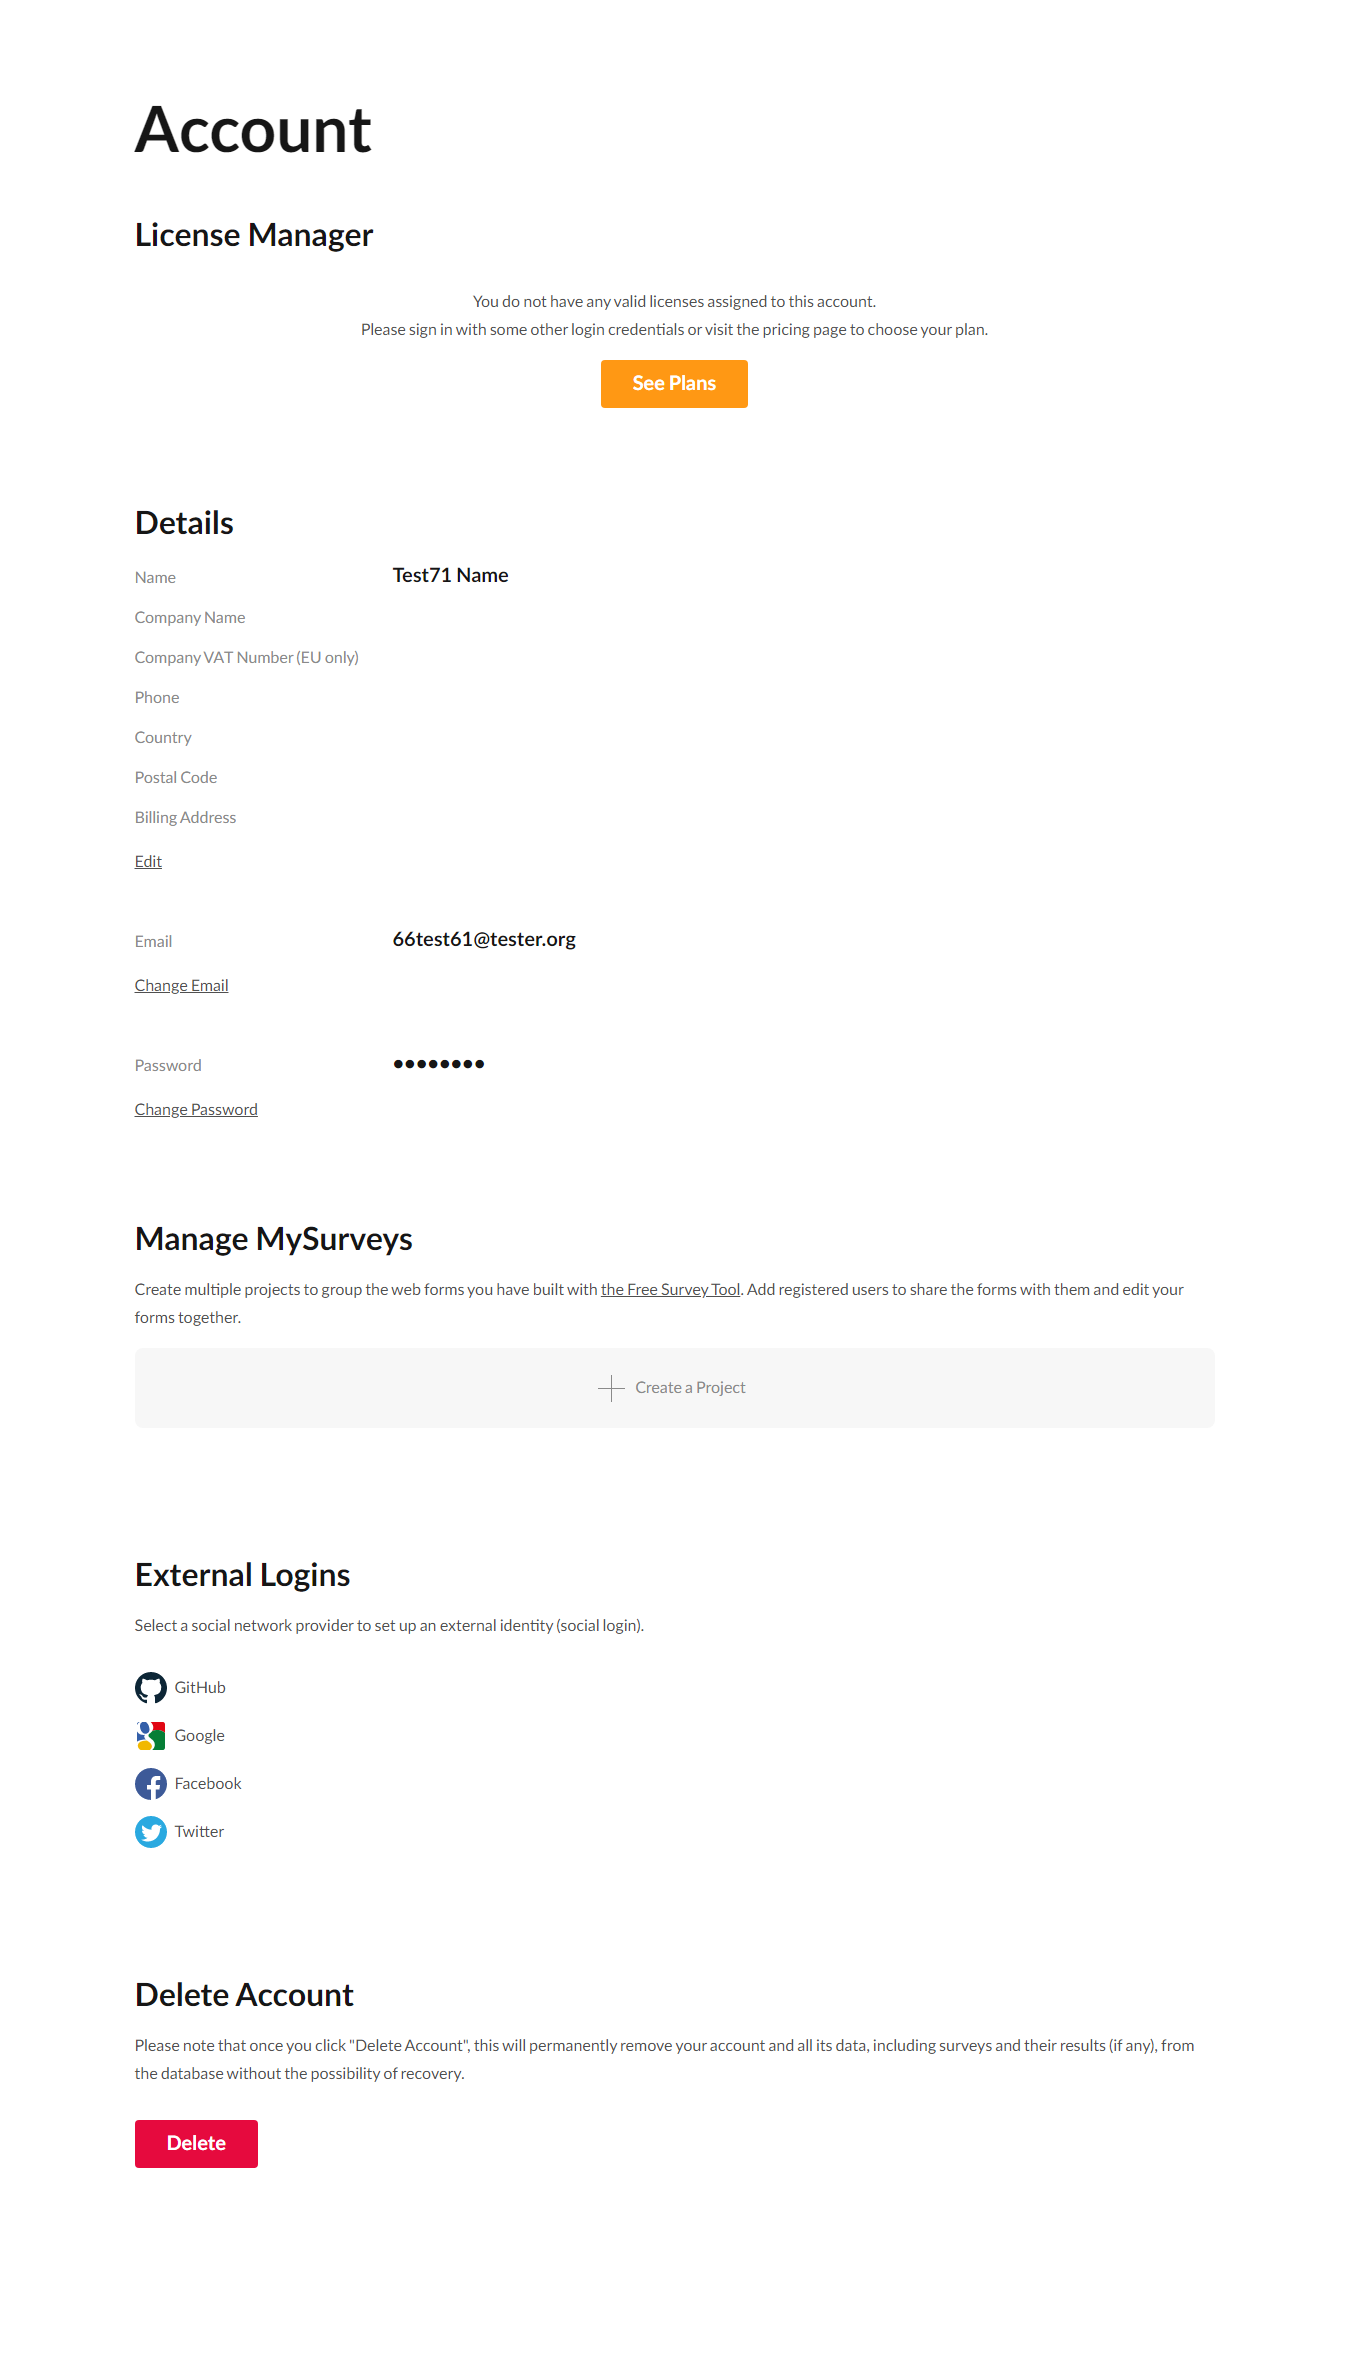 Account
License Manager
You do not have any valid licenses assigned to this account.
Please sign in with some other login credentials or visit the pricing page to choose your plan.
See Plans
Details
Name
Test71 Name
Company Name
Company VAT Number (EU only)
Phone
Country
Postal Code
Billing Address
Edit
Email
66test61@tester.org
Change Email
Password
●●●●●●●●
Change Password
Manage MySurveys
Create multiple projects to group the web forms you have built with the Free Survey Tool. Add registered users to share the forms with them and edit your
forms together.
Create a Project
External Logins
Select a social network provider to set up an external identity (social login).
GitHub
Google
Facebook
Twitter
Delete Account
Please note that once you click "Delete Account", this will permanently remove your account and all its data, including surveys and their results (if any), from
the database without the possibility of recovery.
Delete